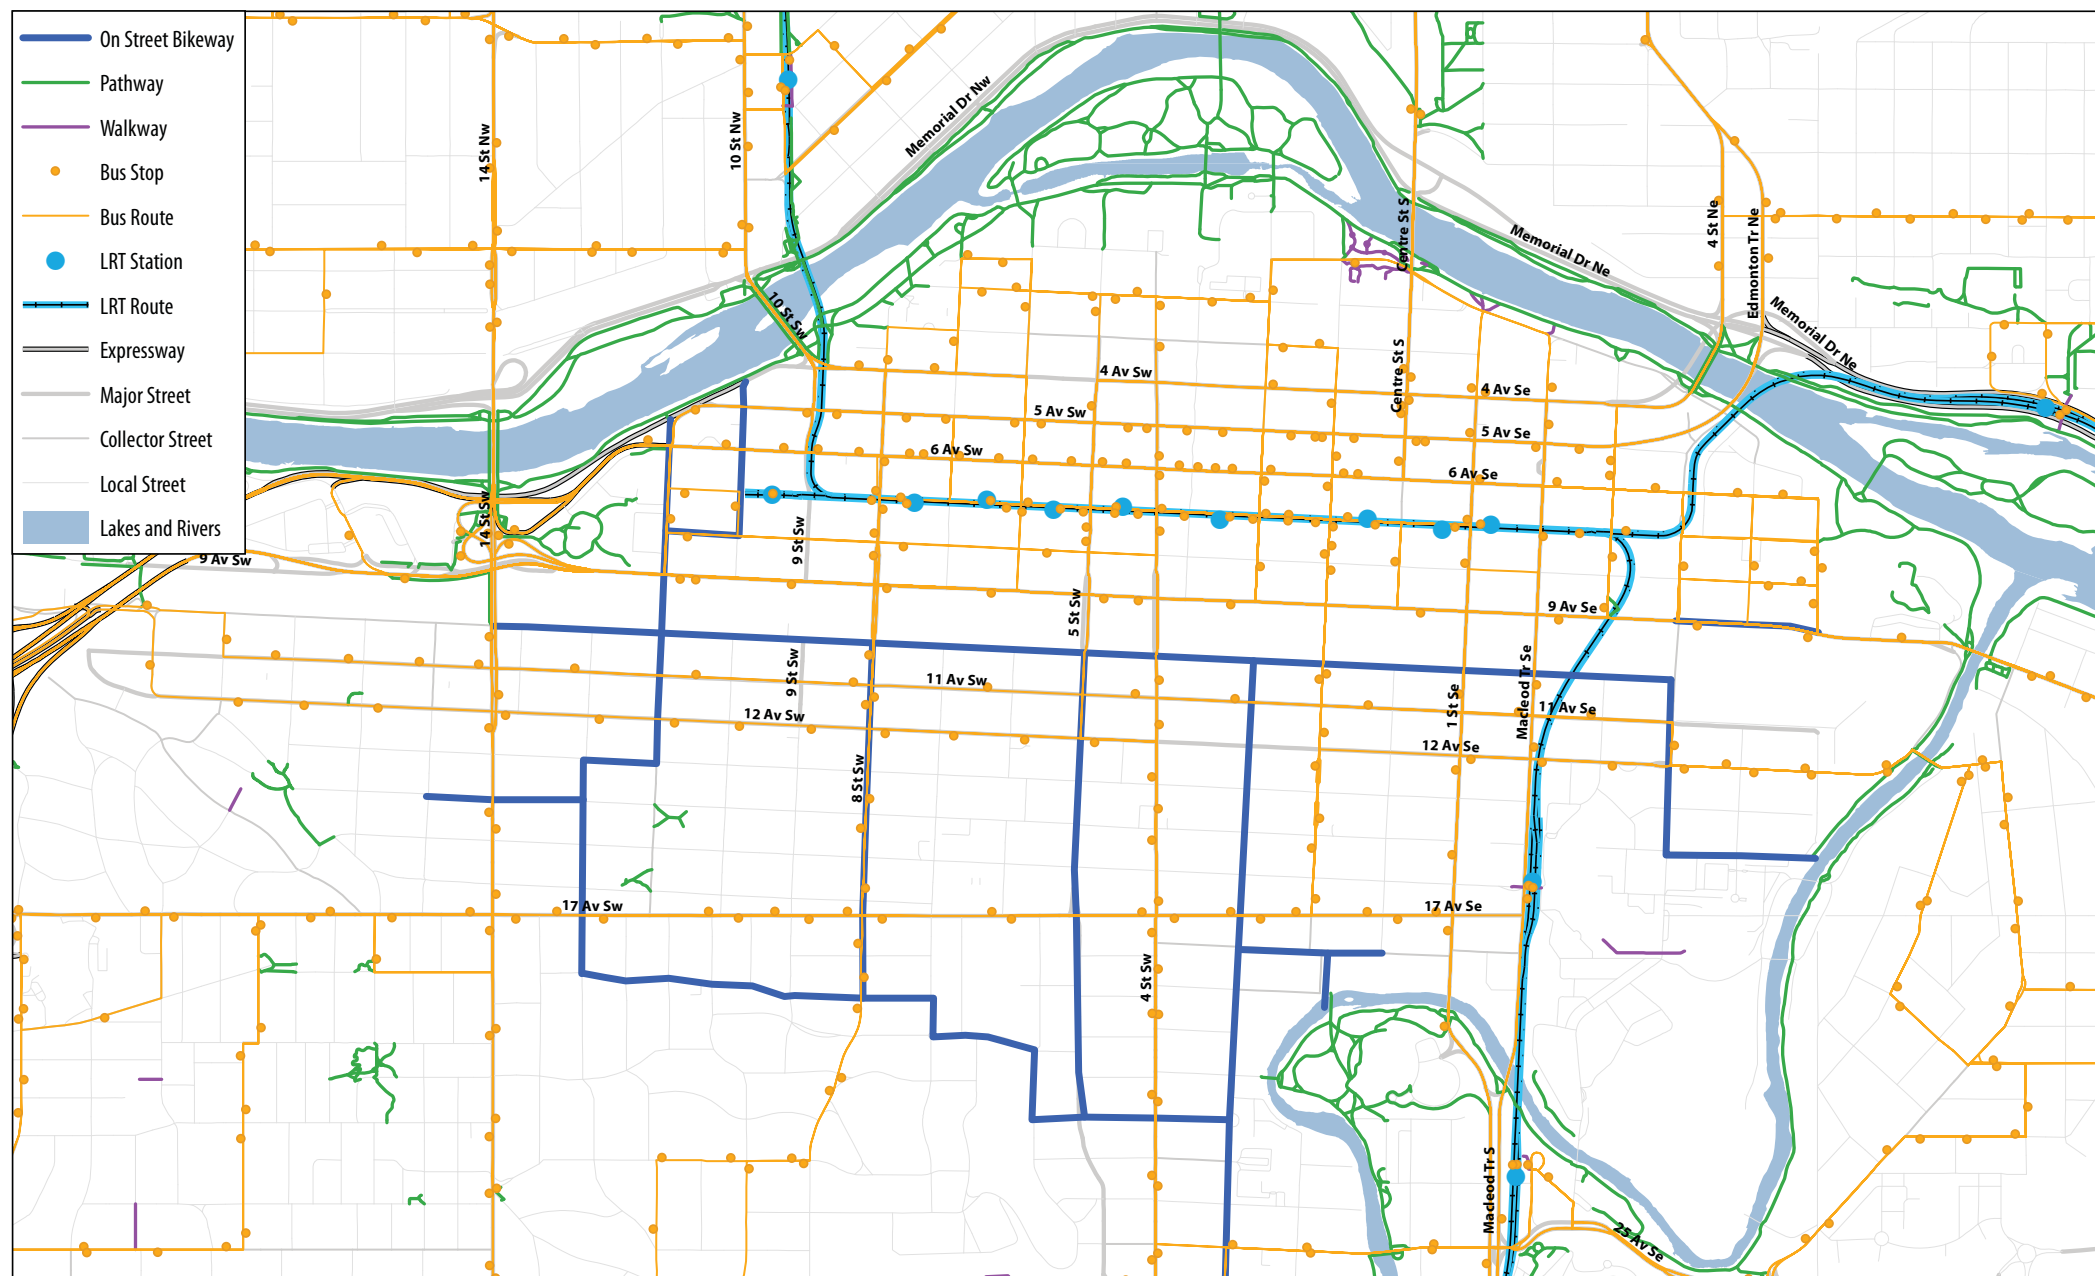 On Street Bikeway
Pathway
Walkway
Bus Stop
Bus Route
LRT Station
LRT Route
Expressway
Major Street
Collector Street
Local Street
Lakes and Rivers
14 St Nw
10 St Nw
Memorial Dr Nw
Centre St S
Memorial Dr Ne
4 St Ne
Edmonton Tr Ne
Memorial Dr Ne
10 St Sw
4 Av Sw
Centre St S
4 Av Se
5 Av Sw
5 Av Se
6 Av Sw
6 Av Se
14 St Sw
9 St Sw
9 Av Sw
5 St Sw
9 Av Se
9 St Sw
11 Av Sw
1 St Se
Macleod Tr Se
11 Av Se
12 Av Sw
12 Av Se
8 St Sw
17 Av Sw
17 Av Se
4 St Sw
Macleod Tr S
25 Av Se